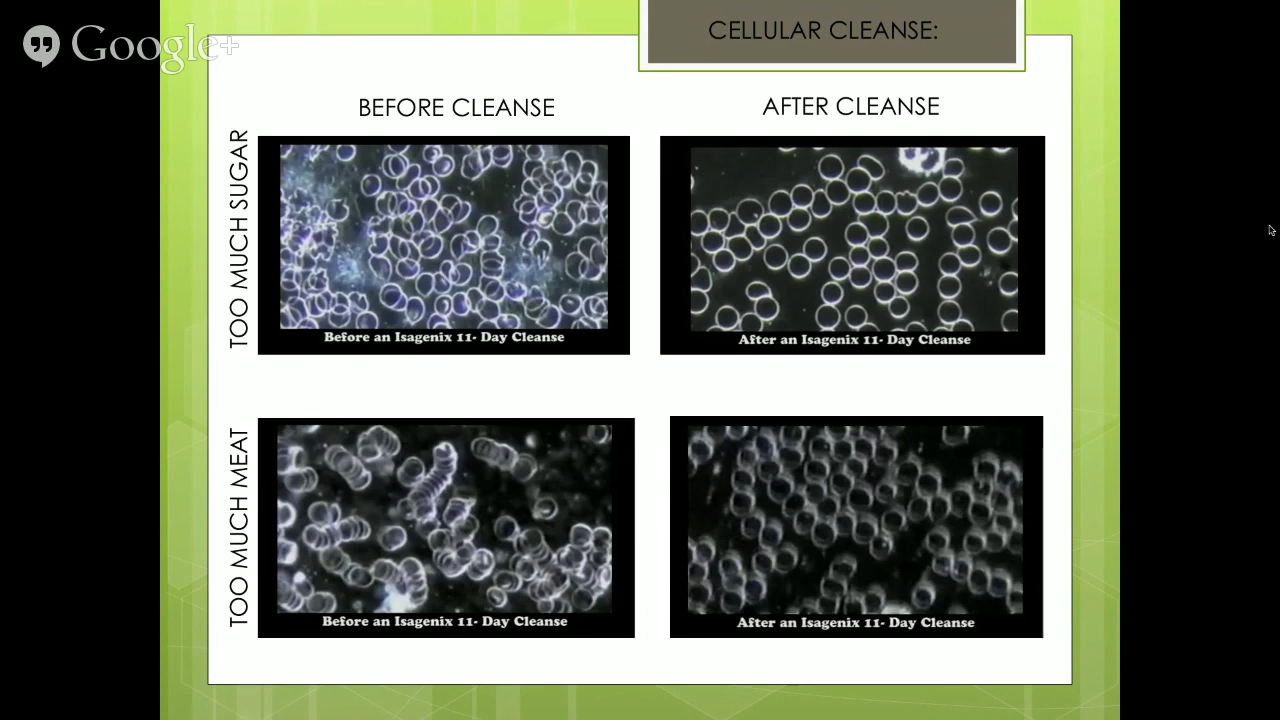 Google+
CELLULAR CLEANSE:
BEFORE CLEANSE
AFTER CLEANSE
TOO MUCH SUGAR
Before an Isagenix 11- Day Cleanse
After an Isagenix 11- Day Cleanse
TOO MUCH MEAT
Before an Isagenix 11- Day Cleanse
After an Isagenix 11- Day Cleanse